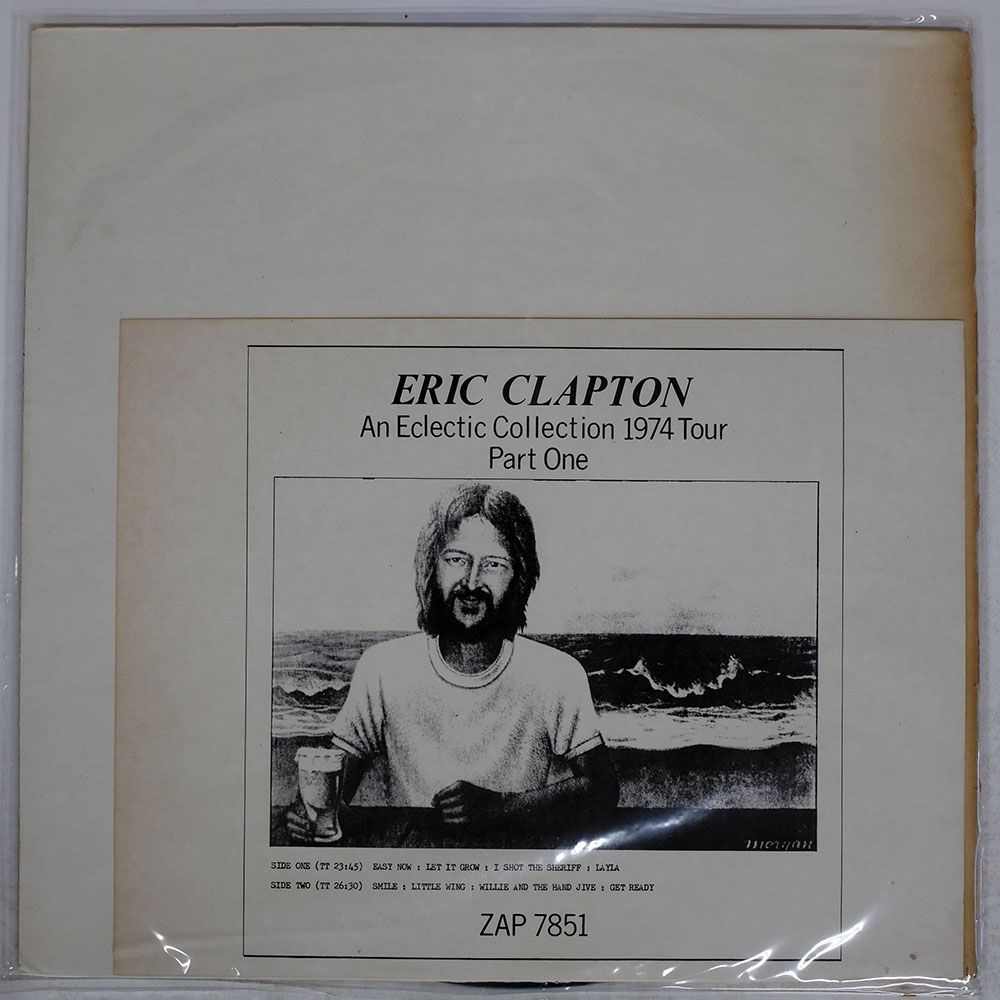 ERIC CLAPTON
An Eclectic Collection 1974 Tour
Part One
morgan
SIDE ONE (TT 23:45) EASY NOW : LET IT GROW : I SHOT THE SHERIFF : LAYLA
SIDE TWO (TT 26:30) SMILE : LITTLE WING : WILLIE AND THE HAND JIVE : GET READY
ZAP 7851